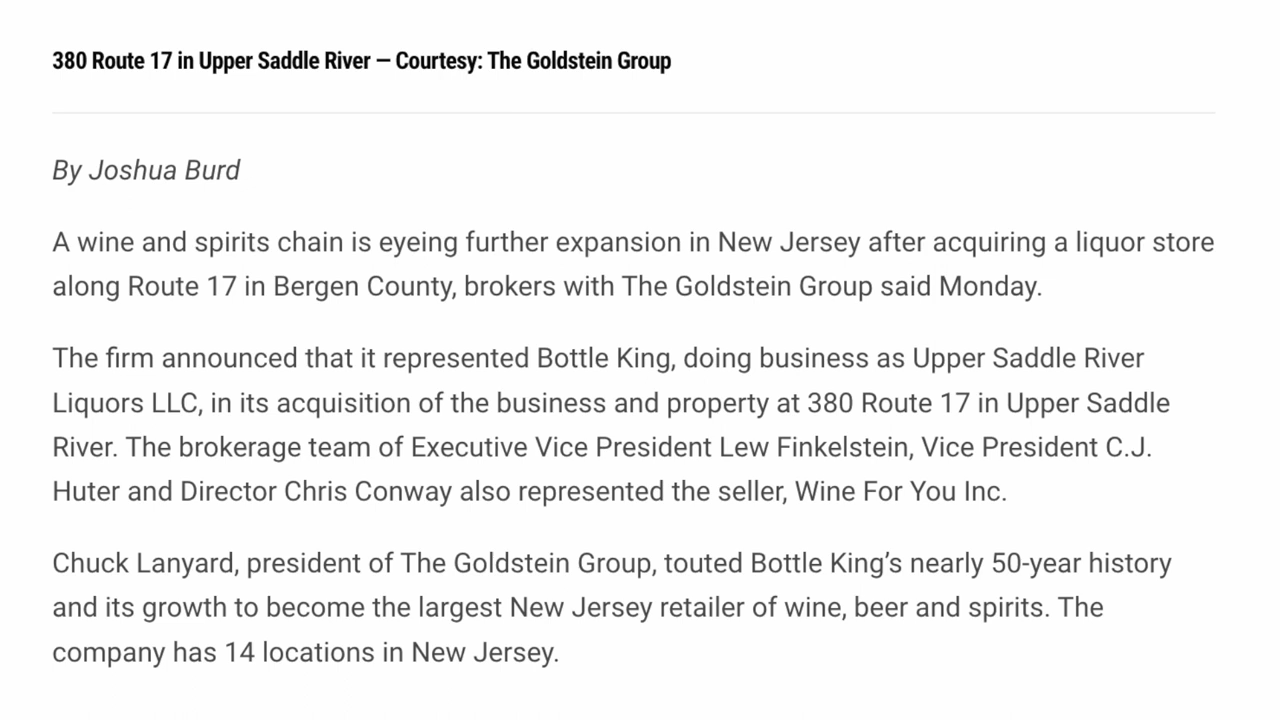 380 Route 17 in Upper Saddle River — Courtesy: The Goldstein Group
By Joshua Burd
A wine and spirits chain is eyeing further expansion in New Jersey after acquiring a liquor store
along Route 17 in Bergen County, brokers with The Goldstein Group said Monday.
The firm announced that it represented Bottle King, doing business as Upper Saddle River
Liquors LLC, in its acquisition of the business and property at 380 Route 17 in Upper Saddle
River. The brokerage team of Executive Vice President Lew Finkelstein, Vice President C.J.
Huter and Director Chris Conway also represented the seller, Wine For You Inc.
Chuck Lanyard, president of The Goldstein Group, touted Bottle King’s nearly 50-year history
and its growth to become the largest New Jersey retailer of wine, beer and spirits. The
company has 14 locations in New Jersey.